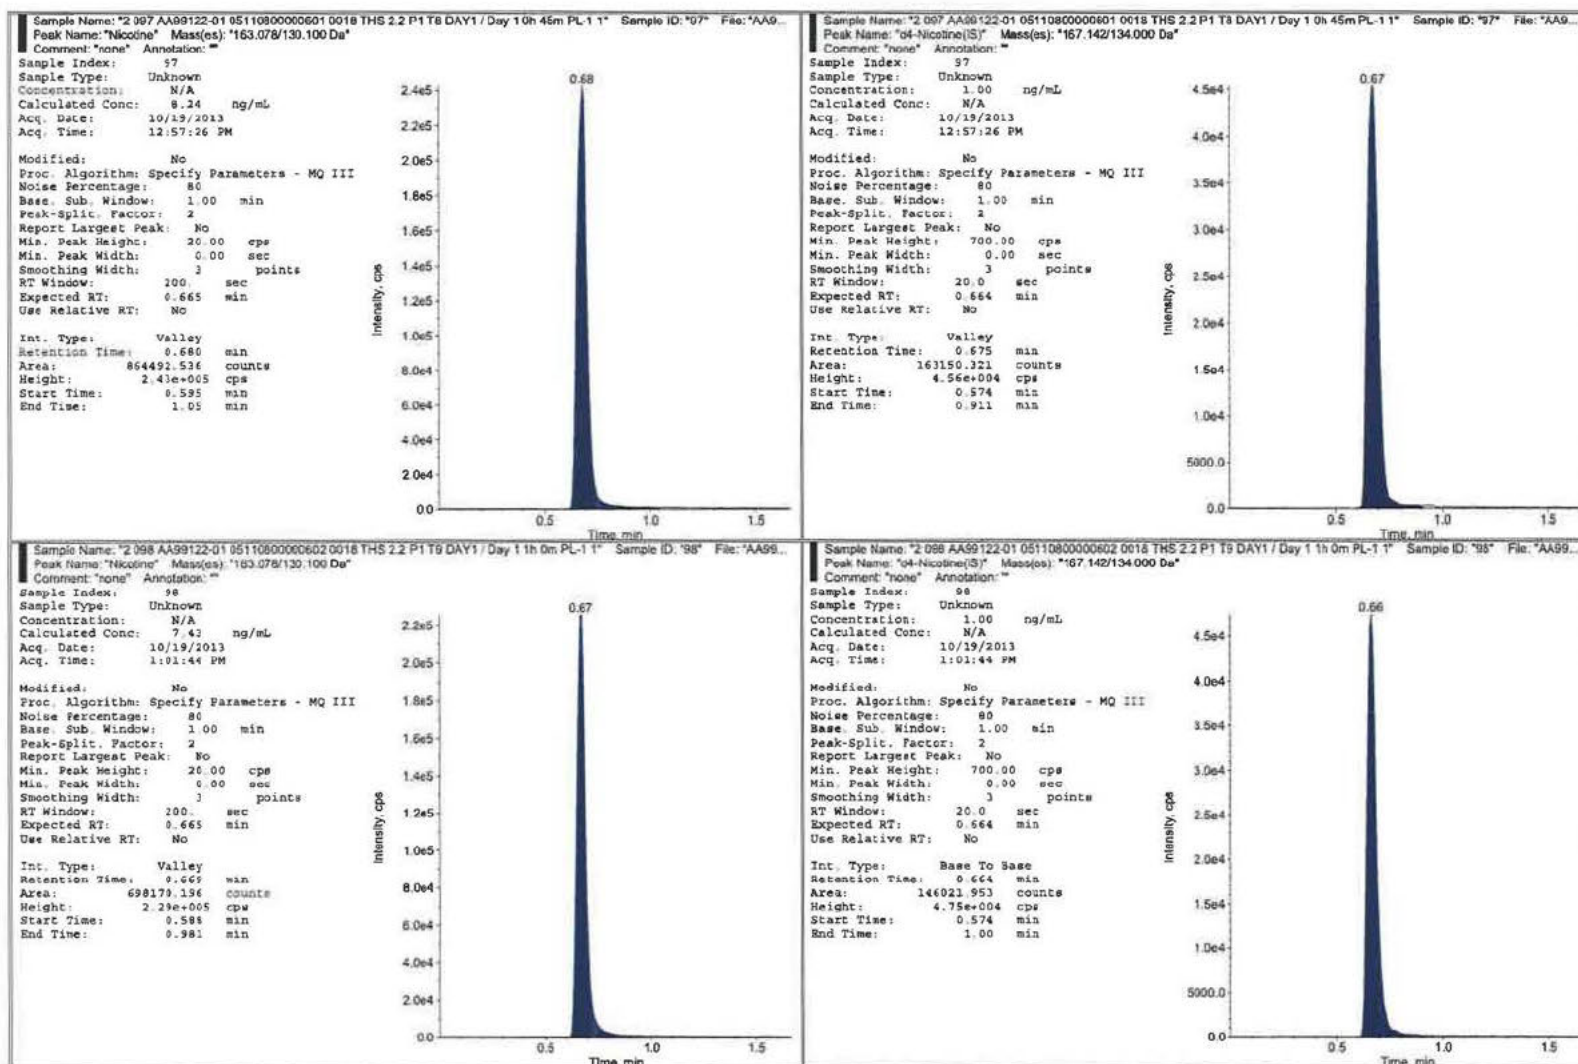 Sample Name: "2 097 AA99122-01 05110800000601 0018 THS 2.2 P1 T8 DAY1 / Day 1 0h 45m PL-1 1" Sample ID: "97" File: "AA9...
Peak Name: "Nicotine" Mass(es): "163.078/130.100 Da"
Comment: "none" Annotation: ""
Sample Index: 97
Sample Type: Unknown
Concentration: N/A
Calculated Conc: 8.24 ng/mL
Acq. Date: 10/19/2013
Acq. Time: 12:57:26 PM
Modified: No
Proc. Algorithm: Specify Parameters - MQ III
Noise Percentage: 80
Base. Sub. Window: 1.00 min
Peak-Split. Factor: 2
Report Largest Peak: No
Min. Peak Height: 20.00 cps
Min. Peak Width: 0.00 sec
Smoothing Width: 3 points
RT Window: 200. sec
Expected RT: 0.665 min
Use Relative RT: No
Int. Type: Valley
Retention Time: 0.680 min
Area: 864492.536 counts
Height: 2.43e+005 cps
Start Time: 0.595 min
End Time: 1.05 min
0.68
2.4e5
2.2e5
2.0e5
1.8e5
1.6e5
1.4e5
1.2e5
1.0e5
8.0e4
6.0e4
4.0e4
2.0e4
0.0
Intensity, cps
0.5 1.0 1.5
Time, min
Sample Name: "2 097 AA99122-01 05110800000601 0018 THS 2.2 P1 T8 DAY1 / Day 1 0h 45m PL-1 1" Sample ID: "97" File: "AA9...
Peak Name: "d4-Nicotine(IS)" Mass(es): "167.142/134.000 Da"
Comment: "none" Annotation: ""
Sample Index: 97
Sample Type: Unknown
Concentration: 1.00 ng/mL
Calculated Conc: N/A
Acq. Date: 10/19/2013
Acq. Time: 12:57:26 PM
Modified: No
Proc. Algorithm: Specify Parameters - MQ III
Noise Percentage: 80
Base. Sub. Window: 1.00 min
Peak-Split. Factor: 2
Report Largest Peak: No
Min. Peak Height: 700.00 cps
Min. Peak Width: 0.00 sec
Smoothing Width: 3 points
RT Window: 20.0 sec
Expected RT: 0.664 min
Use Relative RT: No
Int. Type: Valley
Retention Time: 0.675 min
Area: 163150.321 counts
Height: 4.56e+004 cps
Start Time: 0.574 min
End Time: 0.911 min
0.67
4.5e4
4.0e4
3.5e4
3.0e4
2.5e4
2.0e4
1.5e4
1.0e4
5000.0
0.0
Intensity, cps
0.5 1.0 1.5
Time, min
Sample Name: "2 098 AA99122-01 05110800000602 0018 THS 2.2 P1 T9 DAY1 / Day 1 1h 0m PL-1 1" Sample ID: "98" File: "AA99...
Peak Name: "Nicotine" Mass(es): "163.078/130.100 Da"
Comment: "none" Annotation: ""
Sample Index: 98
Sample Type: Unknown
Concentration: N/A
Calculated Conc: 7.43 ng/mL
Acq. Date: 10/19/2013
Acq. Time: 1:01:44 PM
Modified: No
Proc. Algorithm: Specify Parameters - MQ III
Noise Percentage: 80
Base. Sub. Window: 1.00 min
Peak-Split. Factor: 2
Report Largest Peak: No
Min. Peak Height: 20.00 cps
Min. Peak Width: 0.00 sec
Smoothing Width: 3 points
RT Window: 200. sec
Expected RT: 0.665 min
Use Relative RT: No
Int. Type: Valley
Retention Time: 0.669 min
Area: 698170.196 counts
Height: 2.29e+005 cps
Start Time: 0.588 min
End Time: 0.981 min
0.67
2.2e5
2.0e5
1.8e5
1.6e5
1.4e5
1.2e5
1.0e5
8.0e4
6.0e4
4.0e4
2.0e4
0.0
Intensity, cps
0.5 1.0 1.5
Time, min
Sample Name: "2 098 AA99122-01 05110800000602 0018 THS 2.2 P1 T9 DAY1 / Day 1 1h 0m PL-1 1" Sample ID: "98" File: "AA99...
Peak Name: "d4-Nicotine(IS)" Mass(es): "167.142/134.000 Da"
Comment: "none" Annotation: ""
Sample Index: 98
Sample Type: Unknown
Concentration: 1.00 ng/mL
Calculated Conc: N/A
Acq. Date: 10/19/2013
Acq. Time: 1:01:44 PM
Modified: No
Proc. Algorithm: Specify Parameters - MQ III
Noise Percentage: 80
Base. Sub. Window: 1.00 min
Peak-Split. Factor: 2
Report Largest Peak: No
Min. Peak Height: 700.00 cps
Min. Peak Width: 0.00 sec
Smoothing Width: 3 points
RT Window: 20.0 sec
Expected RT: 0.664 min
Use Relative RT: No
Int. Type: Base To Base
Retention Time: 0.664 min
Area: 146021.953 counts
Height: 4.75e+004 cps
Start Time: 0.574 min
End Time: 1.00 min
0.66
4.5e4
4.0e4
3.5e4
3.0e4
2.5e4
2.0e4
1.5e4
1.0e4
5000.0
0.0
Intensity, cps
0.5 1.0 1.5
Time, min